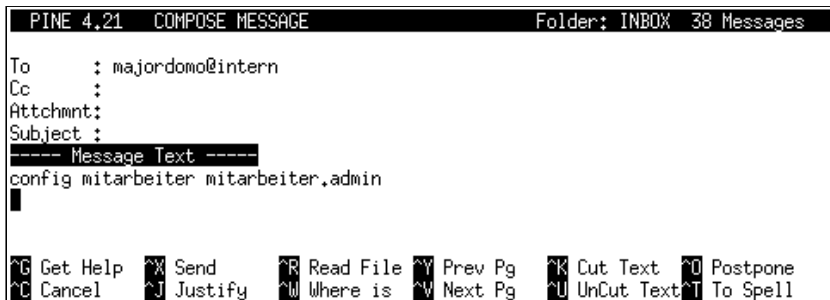 PINE 4.21 COMPOSE MESSAGE Folder: INBOX 38 Messages
To : majordomo@intern
Cc :
Attchmnt:
Subject :
----- Message Text -----
config mitarbeiter mitarbeiter.admin
^G Get Help ^X Send ^R Read File ^Y Prev Pg ^K Cut Text ^O Postpone
^C Cancel ^J Justify ^W Where is ^V Next Pg ^U UnCut Text ^T To Spell